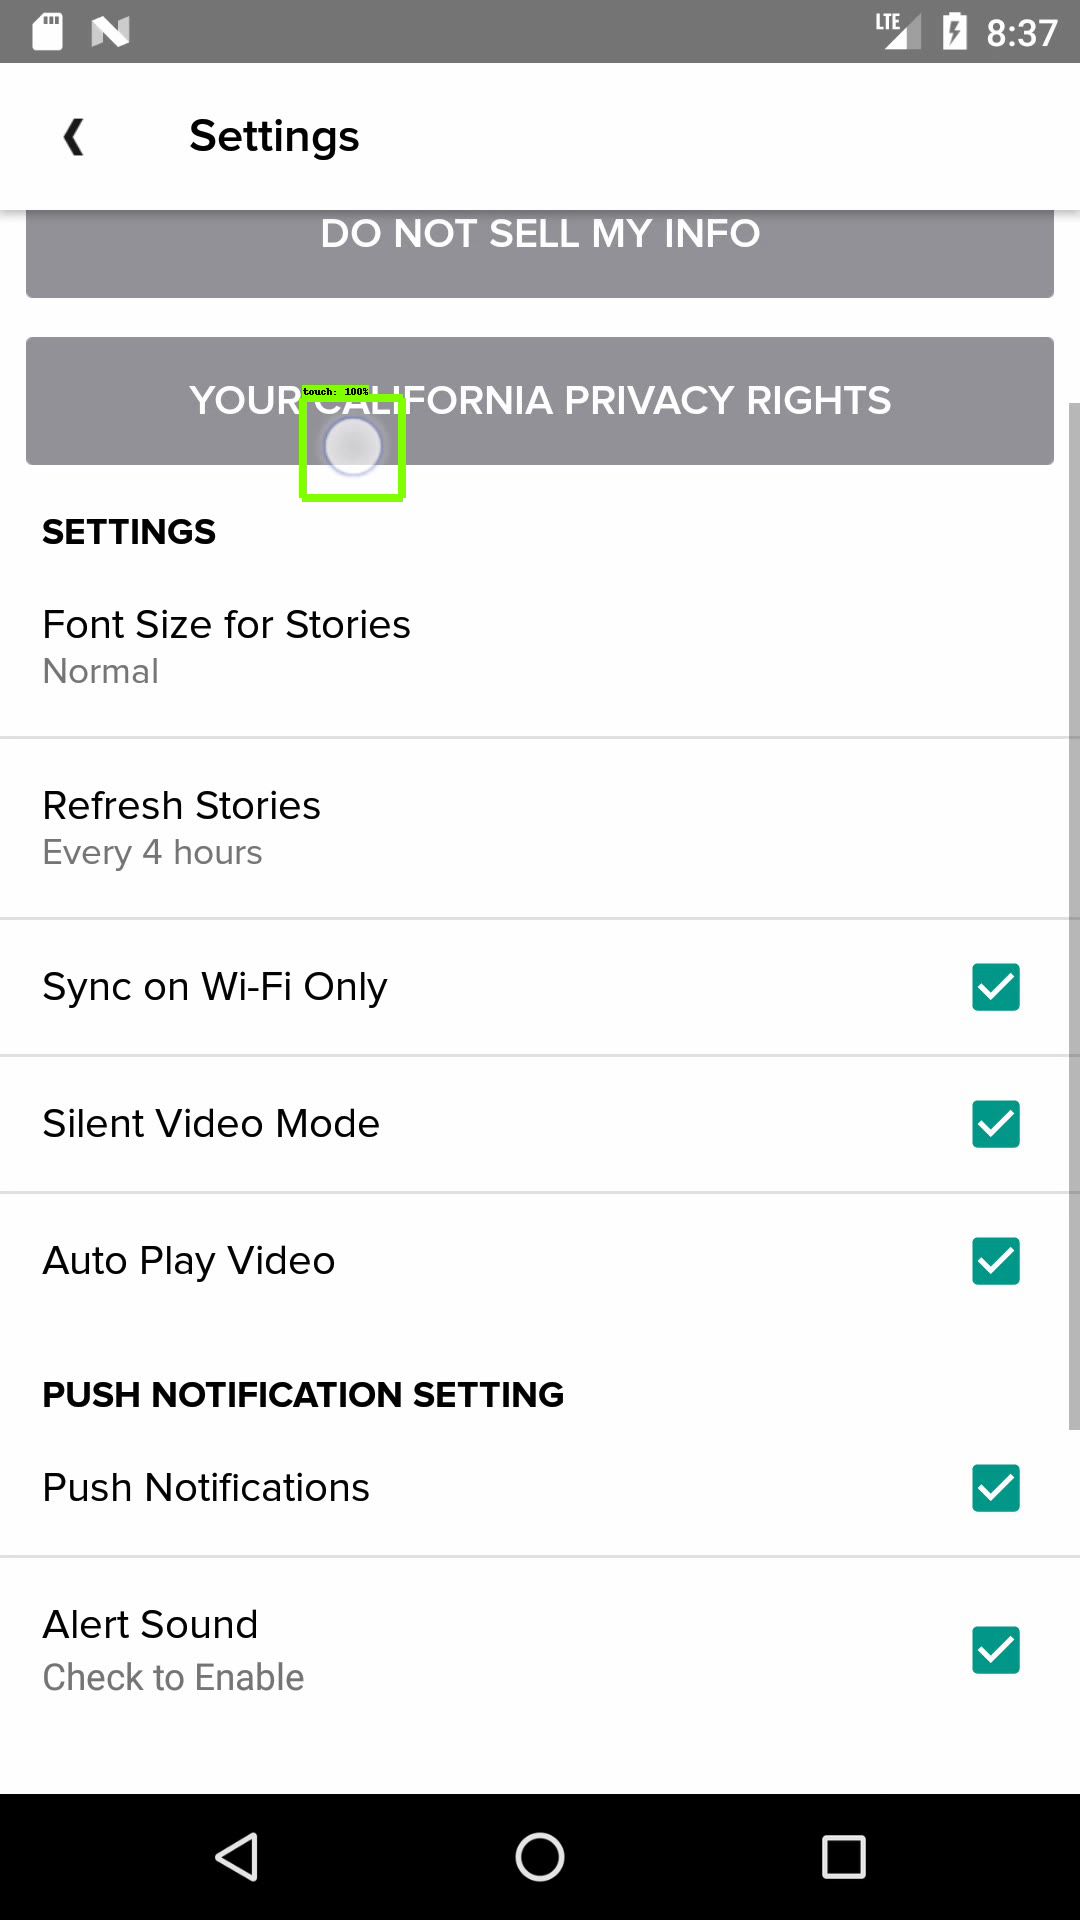 LTE 8:37
Settings
DO NOT SELL MY INFO
YOUR CALIFORNIA PRIVACY RIGHTS
touch: 100%
SETTINGS
Font Size for Stories
Normal
Refresh Stories
Every 4 hours
Sync on Wi-Fi Only
Silent Video Mode
Auto Play Video
PUSH NOTIFICATION SETTING
Push Notifications
Alert Sound
Check to Enable